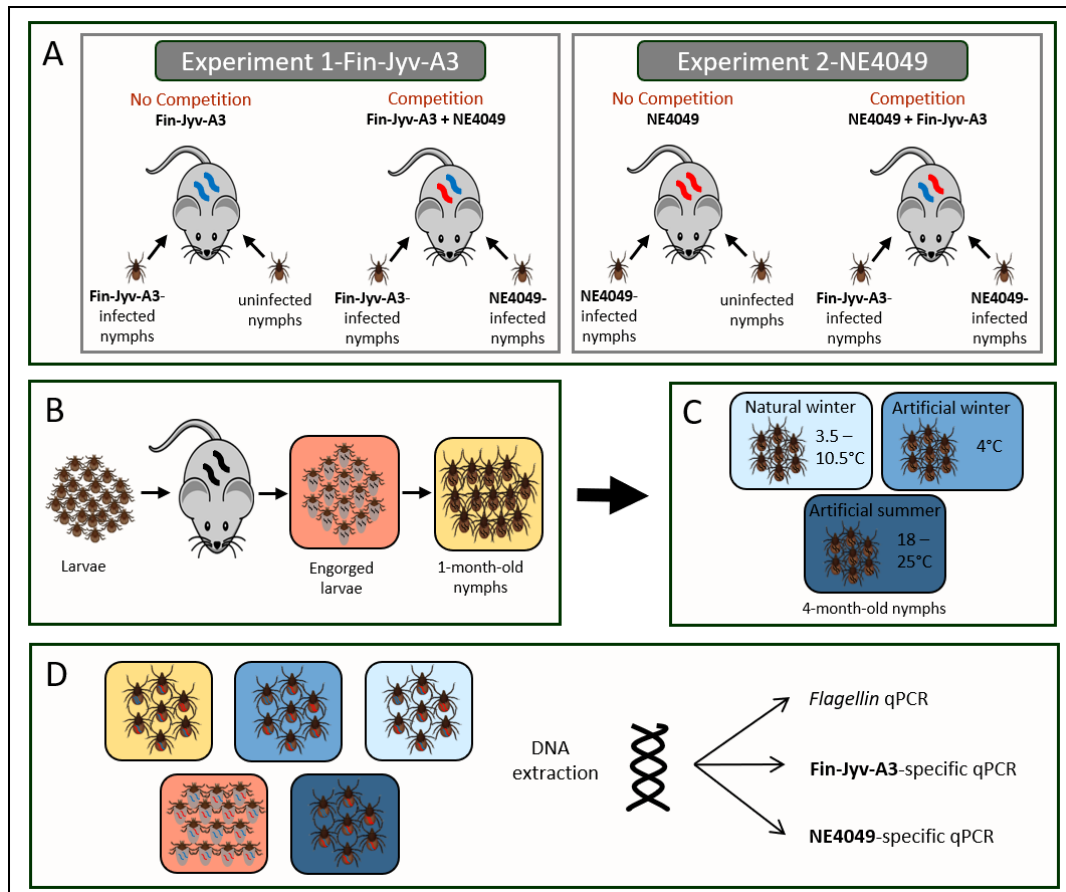 A
Experiment 1-Fin-Jyv-A3
No Competition
Fin-Jyv-A3
Competition
Fin-Jyv-A3 + NE4049
Fin-Jyv-A3-
infected
nymphs
uninfected
nymphs
Fin-Jyv-A3-
infected
nymphs
NE4049-
infected
nymphs
Experiment 2-NE4049
No Competition
NE4049
Competition
NE4049 + Fin-Jyv-A3
NE4049-
infected
nymphs
uninfected
nymphs
Fin-Jyv-A3-
infected
nymphs
NE4049-
infected
nymphs
B
Larvae
Engorged
larvae
1-month-old
nymphs
C
Natural winter
3.5 –
10.5°C
Artificial winter
4°C
Artificial summer
18 –
25°C
4-month-old nymphs
D
DNA
extraction
Flagellin qPCR
Fin-Jyv-A3-specific qPCR
NE4049-specific qPCR